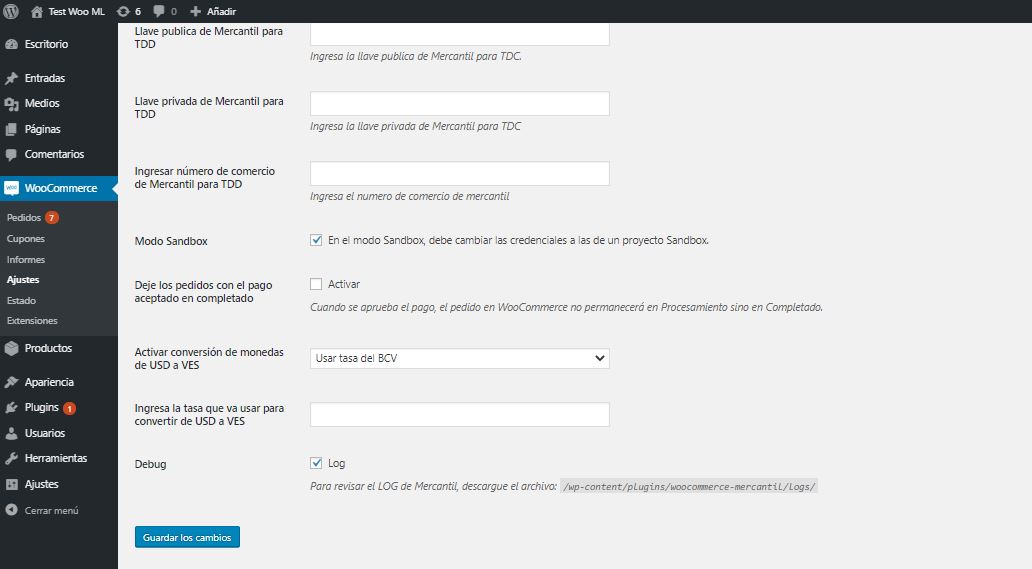 Test Woo ML 6 0 Añadir
Escritorio
Entradas
Medios
Páginas
Comentarios
WooCommerce
Pedidos 7
Cupones
Informes
Ajustes
Estado
Extensiones
Productos
Apariencia
Plugins 1
Usuarios
Herramientas
Ajustes
Cerrar menú
Llave publica de Mercantil para
TDD
Ingresa la llave publica de Mercantil para TDC.
Llave privada de Mercantil para
TDD
Ingresa la llave privada de Mercantil para TDC
Ingresar número de comercio
de Mercantil para TDD
Ingresa el numero de comercio de mercantil
Modo Sandbox
En el modo Sandbox, debe cambiar las credenciales a las de un proyecto Sandbox.
Deje los pedidos con el pago
aceptado en completado
Activar
Cuando se aprueba el pago, el pedido en WooCommerce no permanecerá en Procesamiento sino en Completado.
Activar conversión de monedas
de USD a VES
Usar tasa del BCV
Ingresa la tasa que va usar para
convertir de USD a VES
Debug
Log
Para revisar el LOG de Mercantil, descargue el archivo: /wp-content/plugins/woocommerce-mercantil/logs/
Guardar los cambios